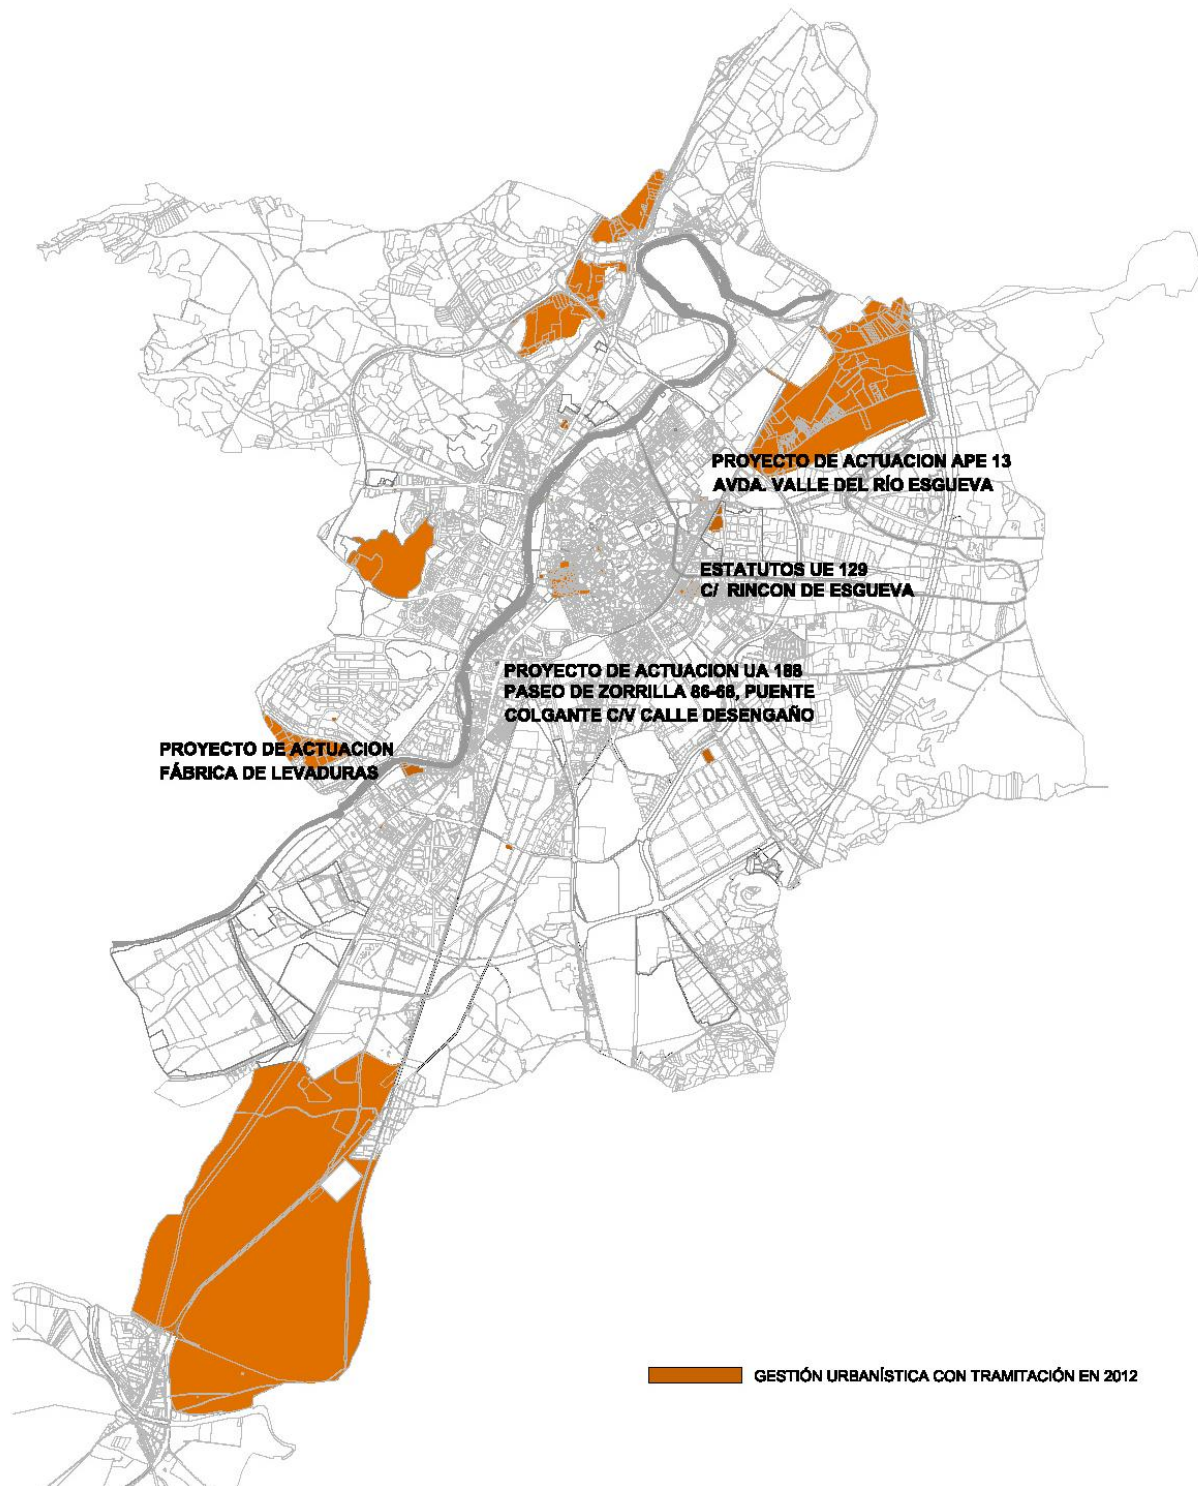 PROYECTO DE ACTUACION APE 13
AVDA. VALLE DEL RÍO ESGUEVA
ESTATUTOS UE 129
C/ RINCON DE ESGUEVA
PROYECTO DE ACTUACION UA 188
PASEO DE ZORRILLA 86-68, PUENTE
COLGANTE C/V CALLE DESENGAÑO
PROYECTO DE ACTUACION
FÁBRICA DE LEVADURAS
GESTIÓN URBANÍSTICA CON TRAMITACIÓN EN 2012